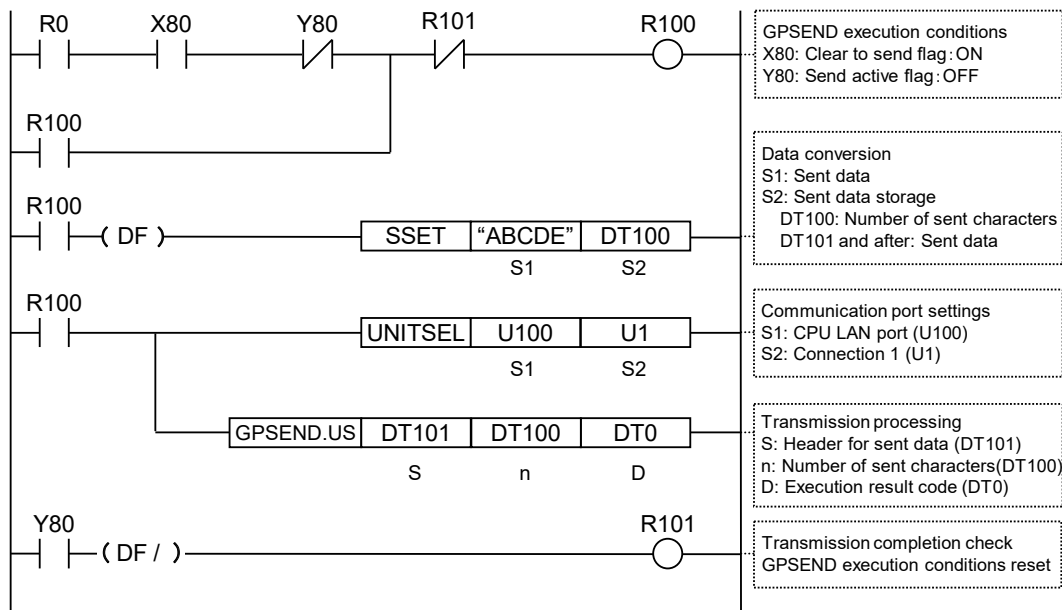 R0 X80 Y80 R101 R100
GPSEND execution conditions
X80: Clear to send flag:ON
Y80: Send active flag:OFF
R100
R100
( DF ) SSET “ABCDE” DT100
S1 S2
Data conversion
S1: Sent data
S2: Sent data storage
DT100: Number of sent characters
DT101 and after: Sent data
R100
UNITSEL U100 U1
S1 S2
Communication port settings
S1: CPU LAN port (U100)
S2: Connection 1 (U1)
GPSEND.US DT101 DT100 DT0
S n D
Transmission processing
S: Header for sent data (DT101)
n: Number of sent characters(DT100)
D: Execution result code (DT0)
Y80 R101
( DF / )
Transmission completion check
GPSEND execution conditions reset